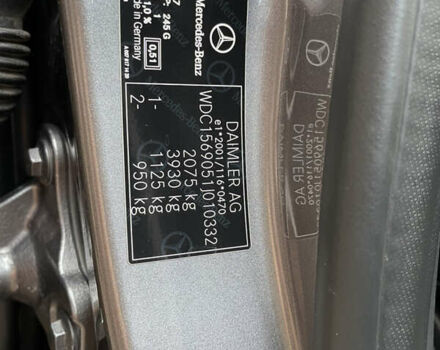 Mercedes-Benz
245 G
1,0 %
0,51
de in Germany
DAIMLER AG
e1*2001/116*0470
WDC1569051J010332
2075 kg
3930 kg
1- 1125 kg
2- 950 kg